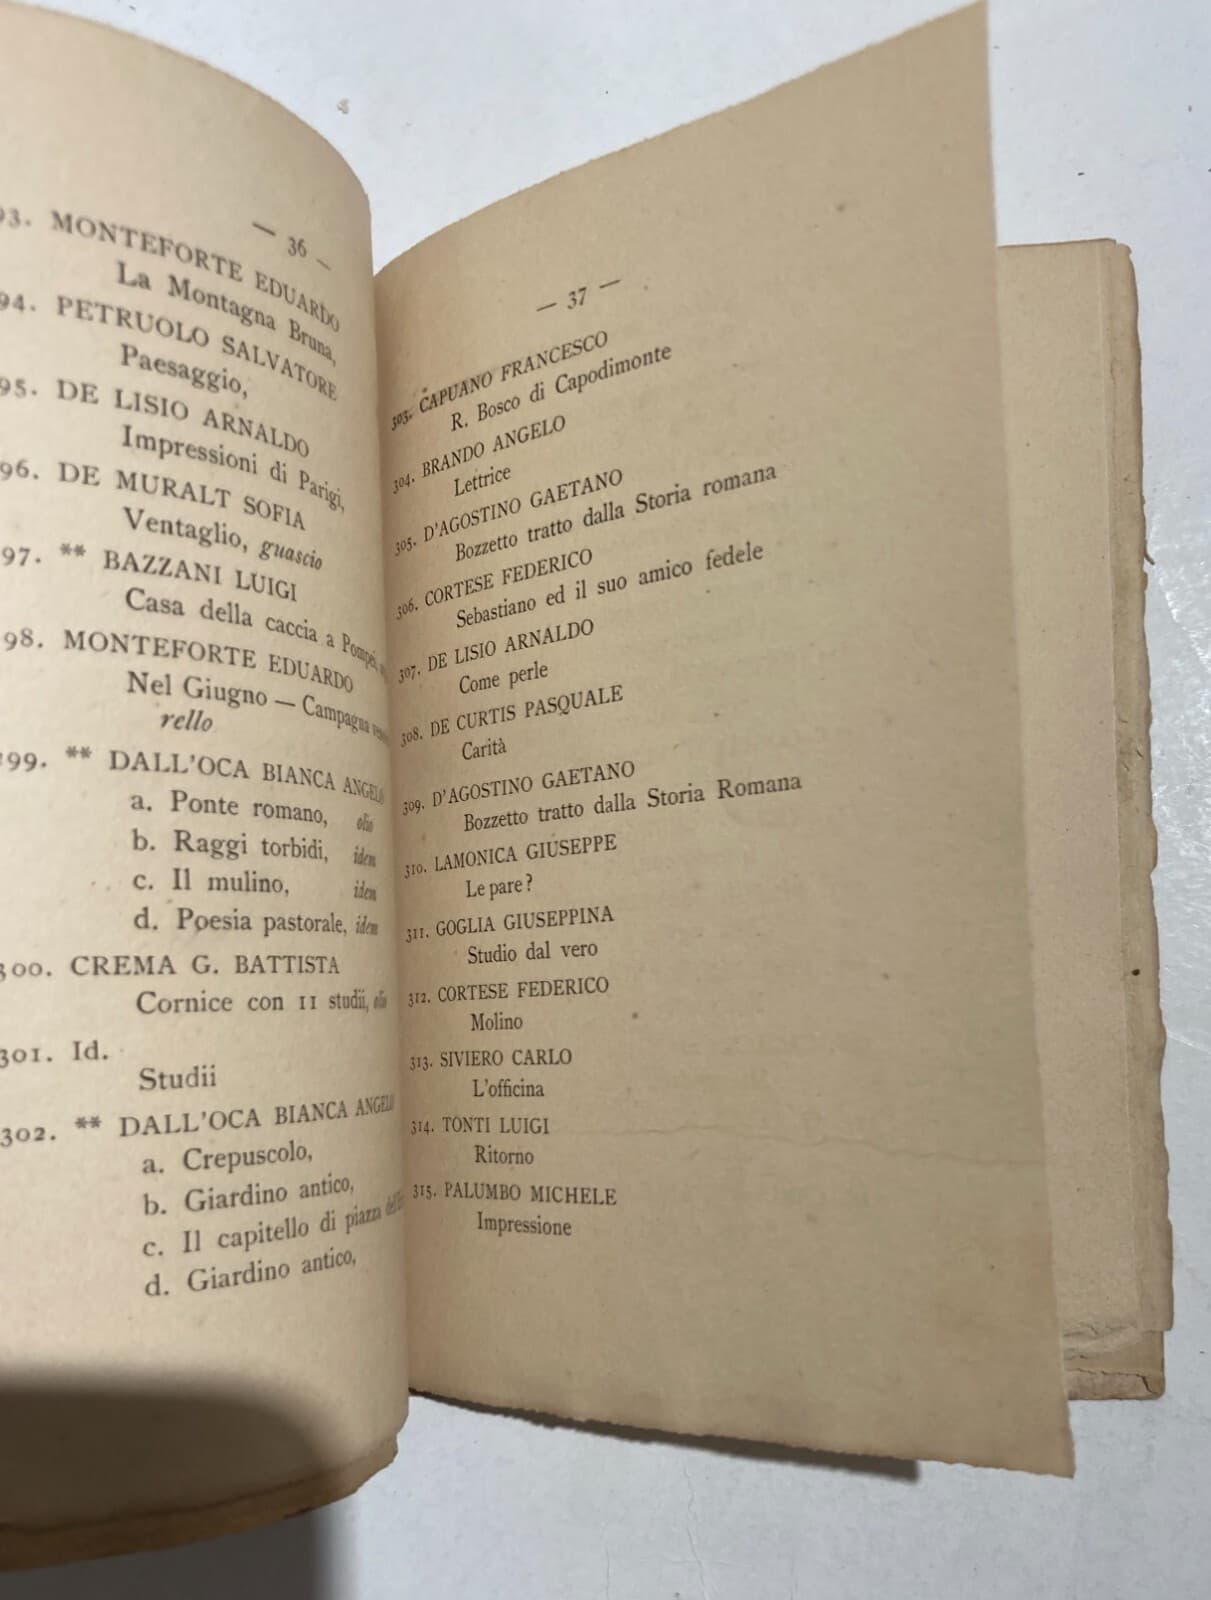 — 36 —
93. MONTEFORTE EDUARDO
La Montagna Bruna,
94. PETRUOLO SALVATORE
Paesaggio,
95. DE LISIO ARNALDO
Impressioni di Parigi,
96. DE MURALT SOFIA
Ventaglio, guascio
97. ** BAZZANI LUIGI
Casa della caccia a Pompei,
98. MONTEFORTE EDUARDO
Nel Giugno — Campagna
rello
299. ** DALL'OCA BIANCA ANGELO
a. Ponte romano, olio
b. Raggi torbidi, idem
c. Il mulino, idem
d. Poesia pastorale, idem
300. CREMA G. BATTISTA
Cornice con 11 studii, olio
301. Id.
Studii
302. ** DALL'OCA BIANCA ANGELO
a. Crepuscolo,
b. Giardino antico,
c. Il capitello di piazza
d. Giardino antico,
— 37 —
303. CAPUANO FRANCESCO
R. Bosco di Capodimonte
304. BRANDO ANGELO
Lettrice
305. D'AGOSTINO GAETANO
Bozzetto tratto dalla Storia romana
306. CORTESE FEDERICO
Sebastiano ed il suo amico fedele
307. DE LISIO ARNALDO
Come perle
308. DE CURTIS PASQUALE
Carità
309. D'AGOSTINO GAETANO
Bozzetto tratto dalla Storia Romana
310. LAMONICA GIUSEPPE
Le pare?
311. GOGLIA GIUSEPPINA
Studio dal vero
312. CORTESE FEDERICO
Molino
313. SIVIERO CARLO
L'officina
314. TONTI LUIGI
Ritorno
315. PALUMBO MICHELE
Impressione